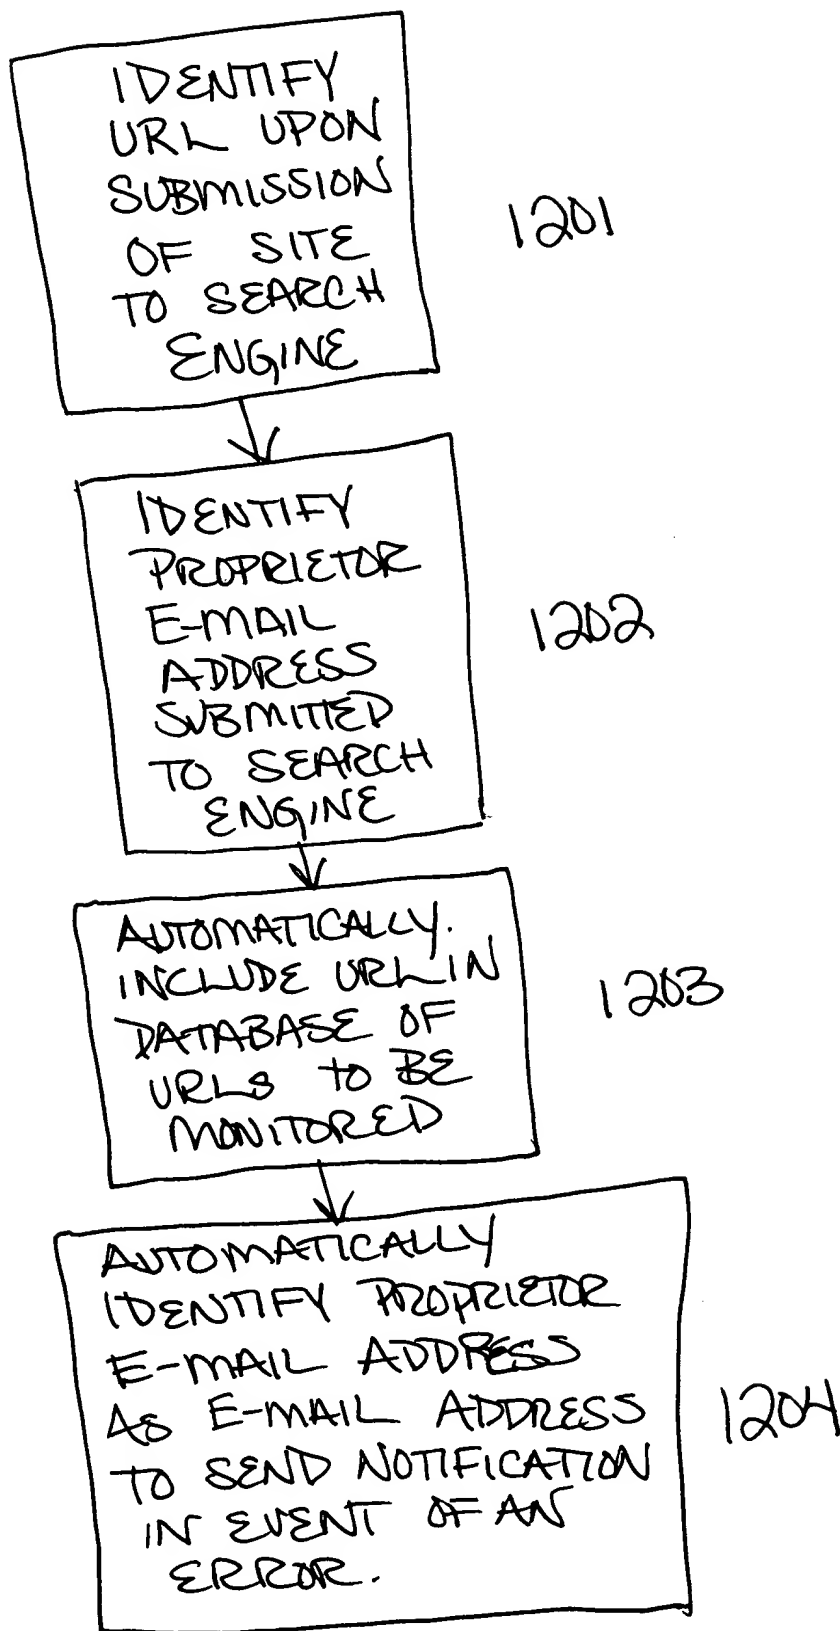 IDENTIFY
URL UPON
SUBMISSION
OF SITE
TO SEARCH
ENGINE
1201
IDENTIFY
PROPRIETOR
E-MAIL
ADDRESS
SUBMITTED
TO SEARCH
ENGINE
1202
AUTOMATICALLY.
INCLUDE URL IN
DATABASE OF
URLS TO BE
MONITORED
1203
AUTOMATICALLY
IDENTIFY PROPRIETOR
E-MAIL ADDRESS
AS E-MAIL ADDRESS
TO SEND NOTIFICATION
IN EVENT OF AN
ERROR.
1204